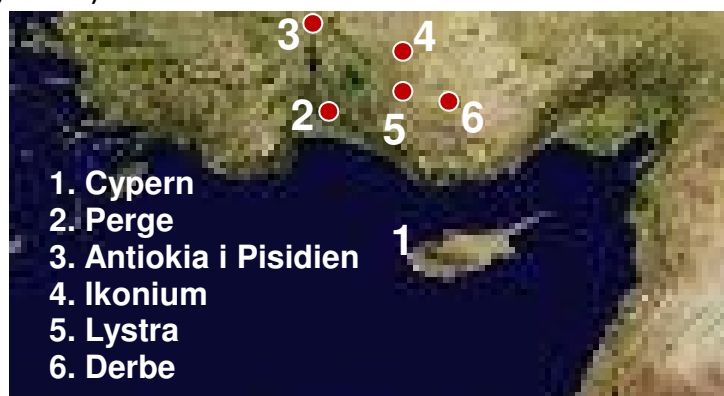 3
4
2
5
6
1
1. Cypern
2. Perge
3. Antiokia i Pisidien
4. Ikonium
5. Lystra
6. Derbe